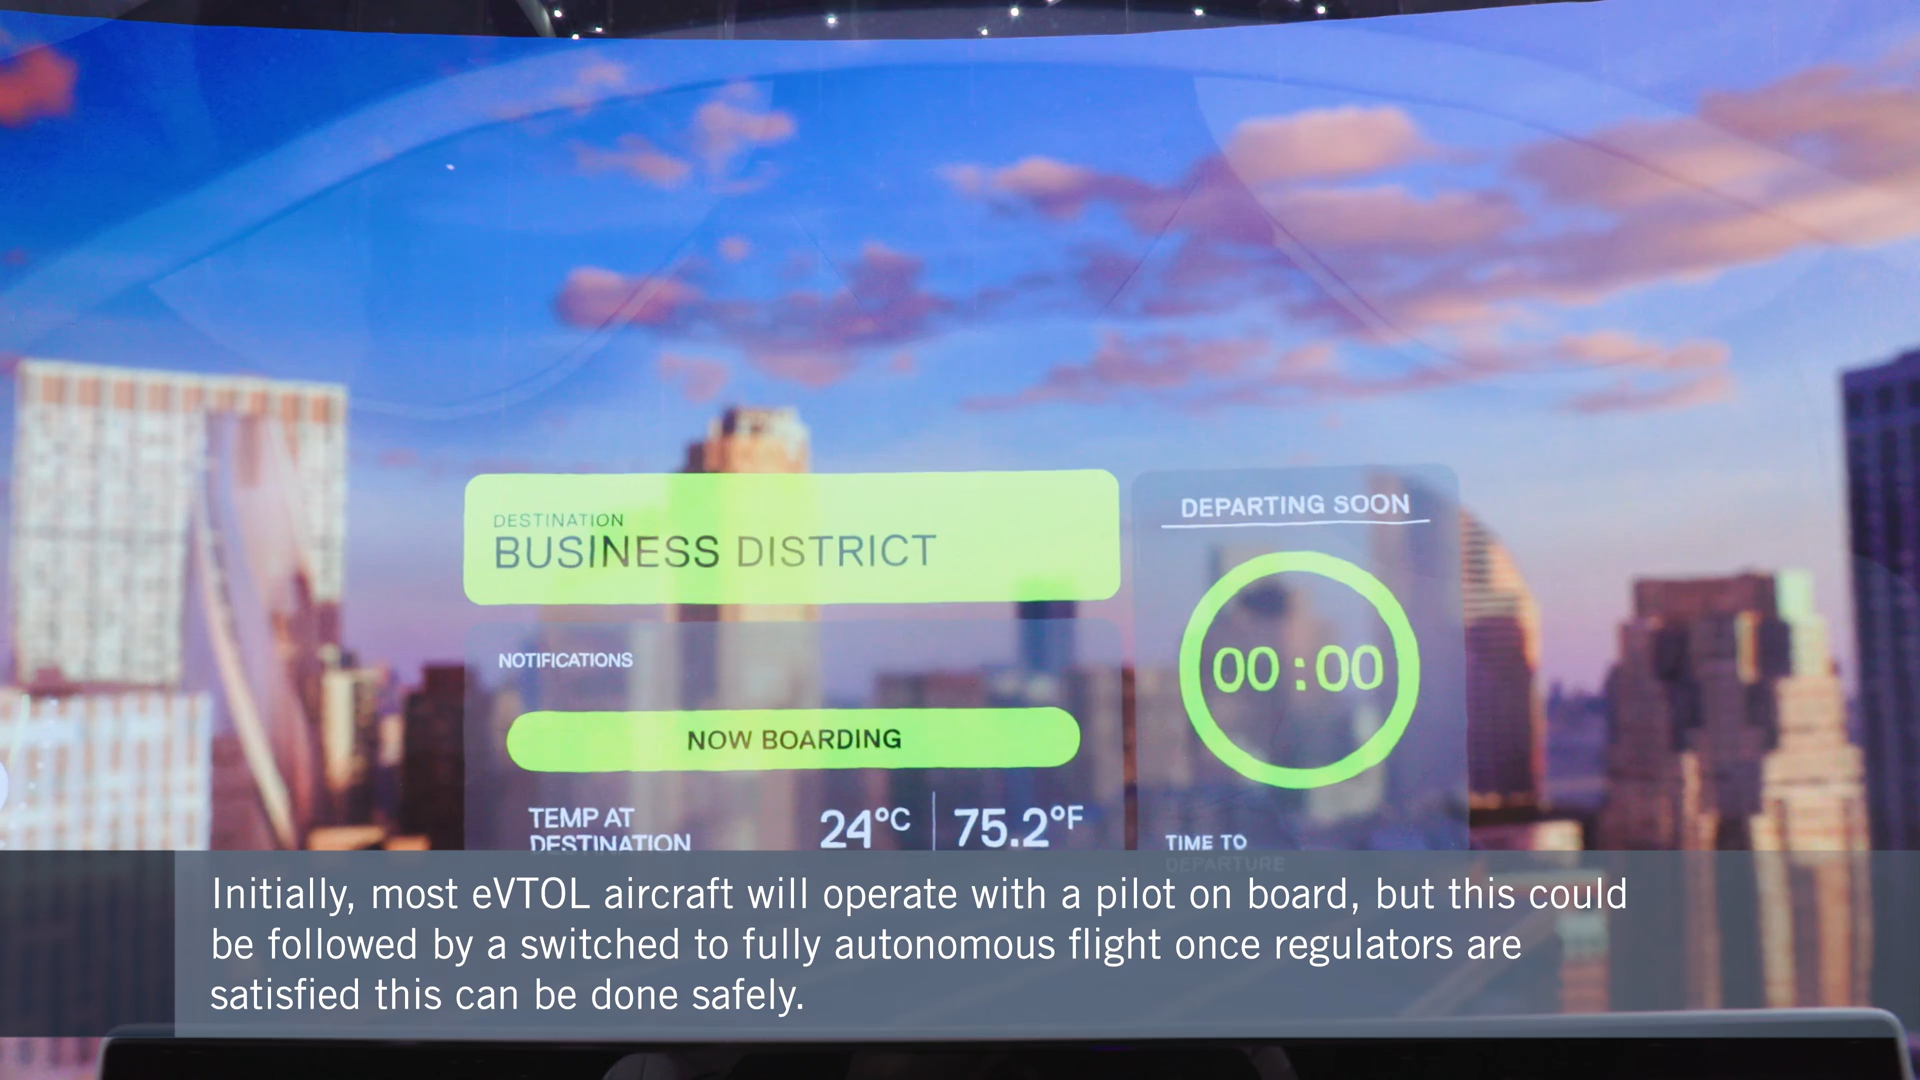 DESTINATION
BUSINESS DISTRICT
DEPARTING SOON
00:00
NOTIFICATIONS
NOW BOARDING
TEMP AT
DESTINATION
24°C | 75.2°F
TIME TO
DEPARTURE
Initially, most eVTOL aircraft will operate with a pilot on board, but this could
be followed by a switched to fully autonomous flight once regulators are
satisfied this can be done safely.